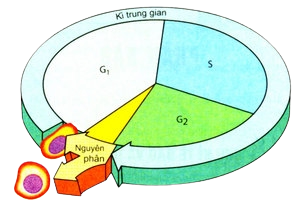 Kì trung gian
G₁
S
G₂
Nguyên
phân